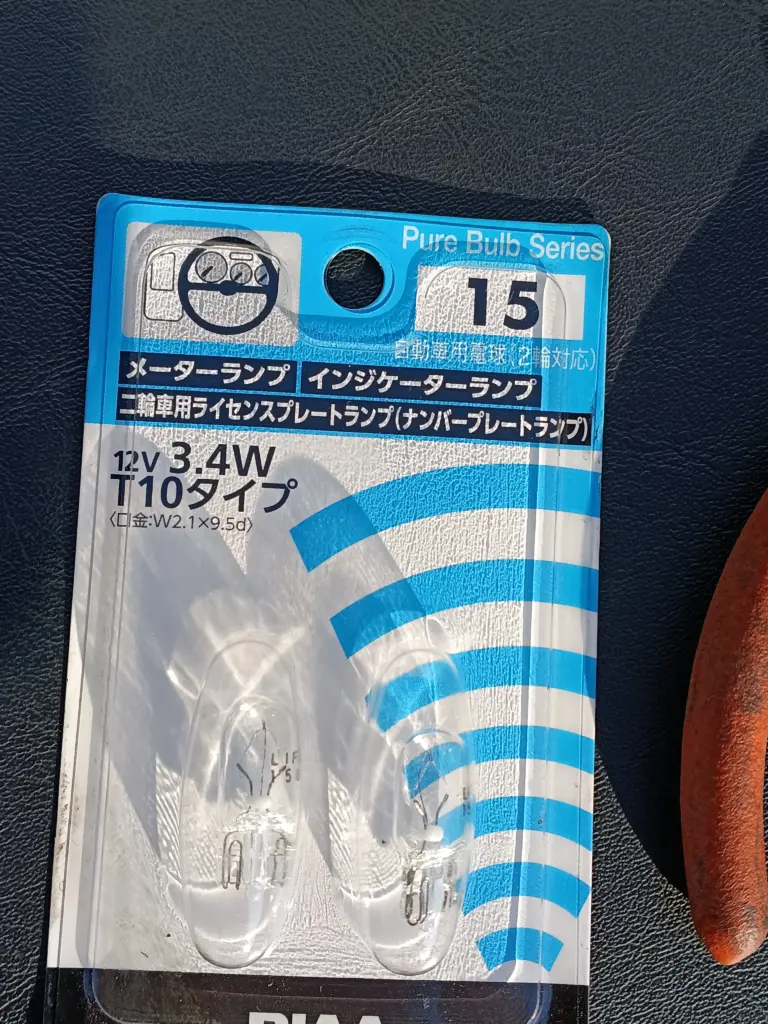 Pure Bulb Series
15
自動車用電球(2輪対応)
メーターランプ インジケーターランプ
二輪車用ライセンスプレートランプ(ナンバープレートランプ)
12V 3.4W
T10タイプ
〈口金:W2.1×9.5d〉
PIAA